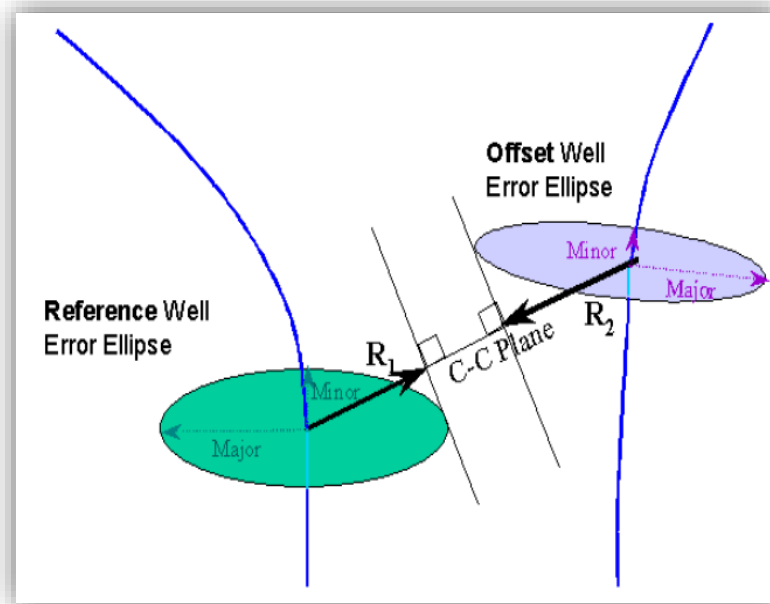 Offset Well
Error Ellipse
Minor
Major
Reference Well
Error Ellipse
R1
C-C Plane
R2
Minor
Major